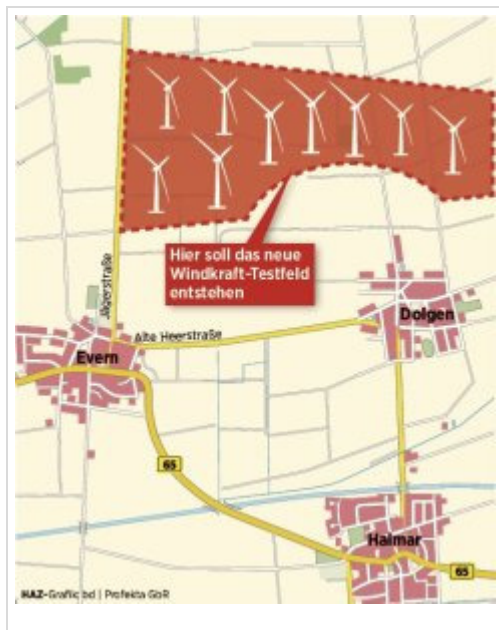 Hier soll das neue
Windkraft-Testfeld
entstehen
Jägerstraße
Dolgen
Alte Heerstraße
Evern
65
Haimar
65
HAZ-Grafic bd | Profekta GbR